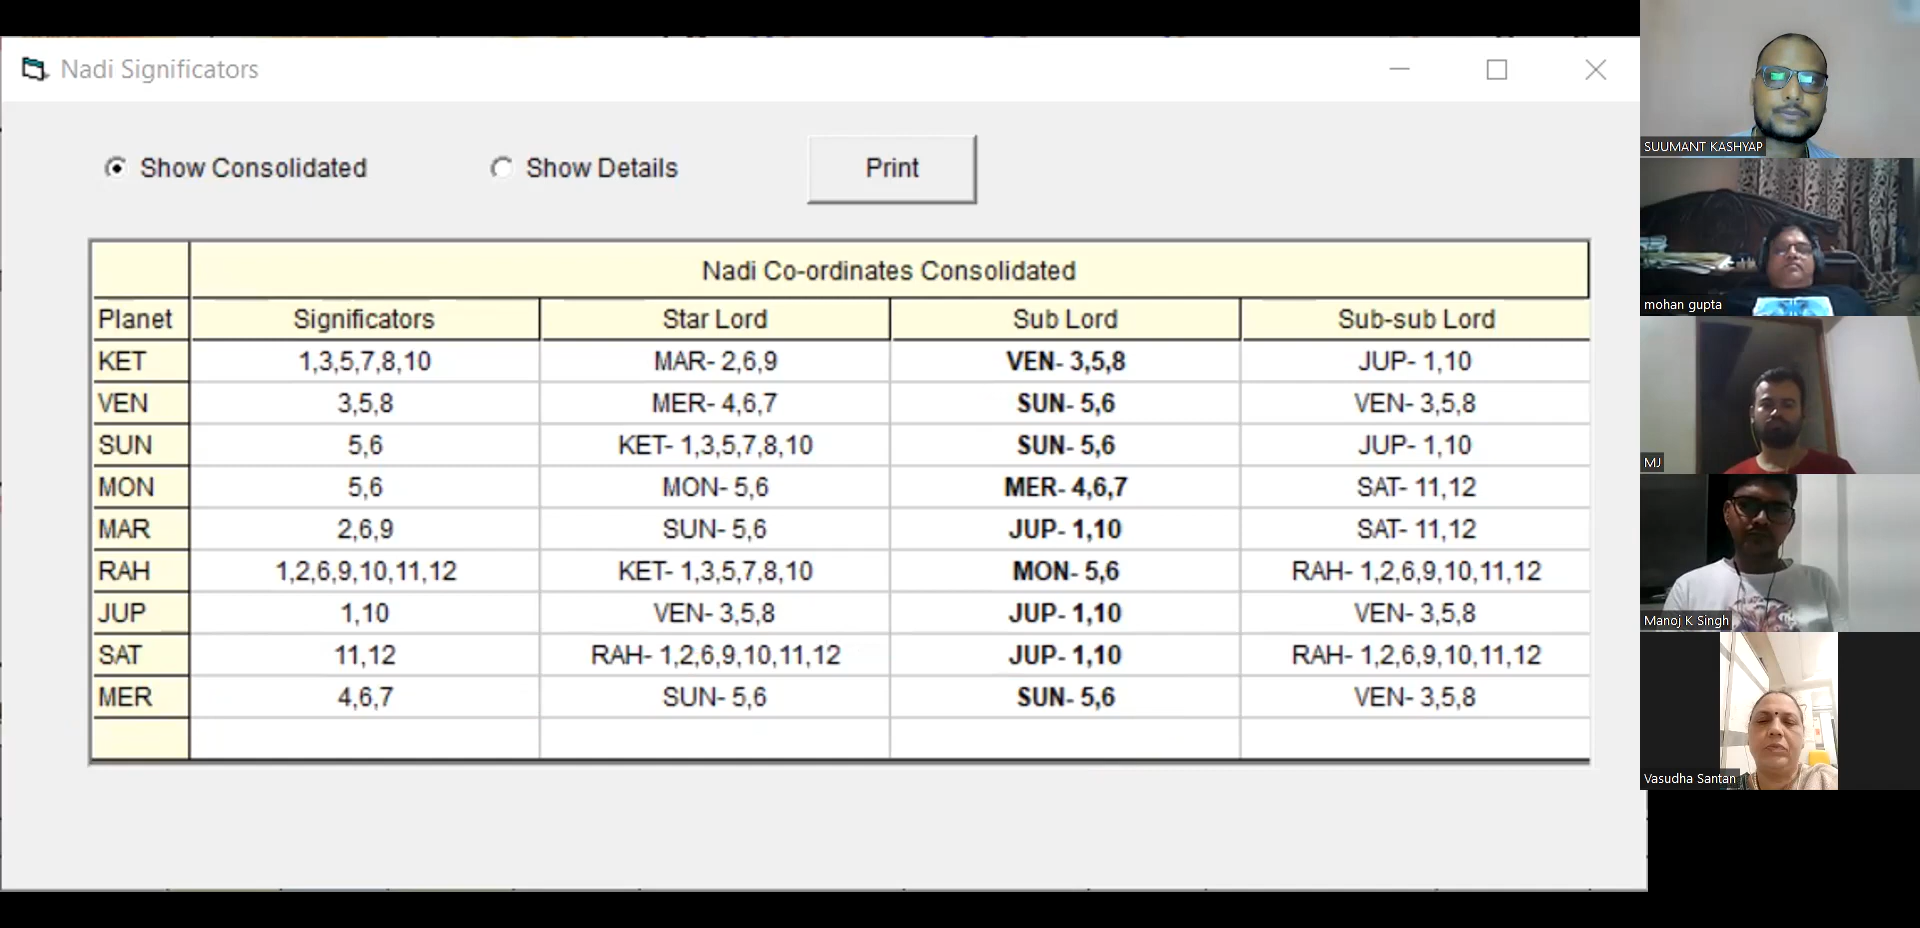 Nadi Significators
Show Consolidated Show Details Print
Nadi Co-ordinates Consolidated
Planet Significators Star Lord Sub Lord Sub-sub Lord
KET 1,3,5,7,8,10 MAR- 2,6,9 VEN- 3,5,8 JUP- 1,10
VEN 3,5,8 MER- 4,6,7 SUN- 5,6 VEN- 3,5,8
SUN 5,6 KET- 1,3,5,7,8,10 SUN- 5,6 JUP- 1,10
MON 5,6 MON- 5,6 MER- 4,6,7 SAT- 11,12
MAR 2,6,9 SUN- 5,6 JUP- 1,10 SAT- 11,12
RAH 1,2,6,9,10,11,12 KET- 1,3,5,7,8,10 MON- 5,6 RAH- 1,2,6,9,10,11,12
JUP 1,10 VEN- 3,5,8 JUP- 1,10 VEN- 3,5,8
SAT 11,12 RAH- 1,2,6,9,10,11,12 JUP- 1,10 RAH- 1,2,6,9,10,11,12
MER 4,6,7 SUN- 5,6 SUN- 5,6 VEN- 3,5,8
SUUMANT KASHYAP
mohan gupta
MJ
Manoj K Singh
Vasudha Santan